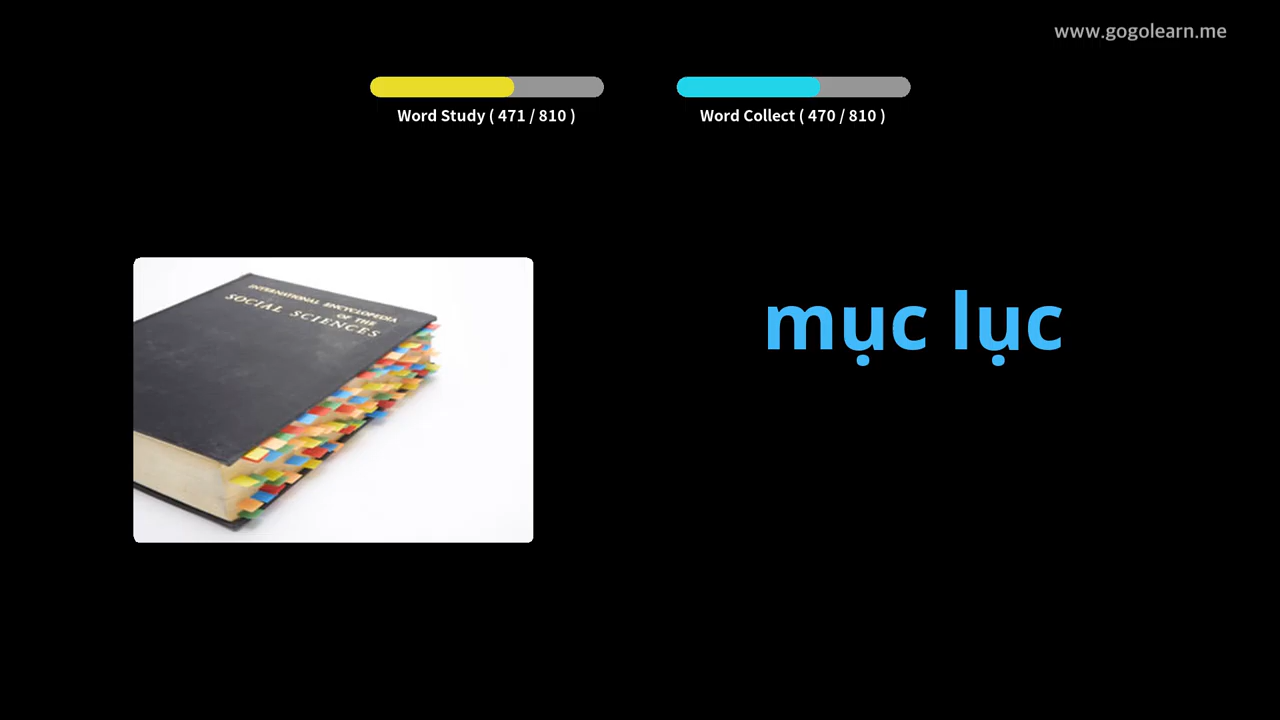 www.gogolearn.me
Word Study ( 471 / 810 )
Word Collect ( 470 / 810 )
INTERNATIONAL ENCYCLOPEDIA
OF THE
SOCIAL SCIENCES
mục lục